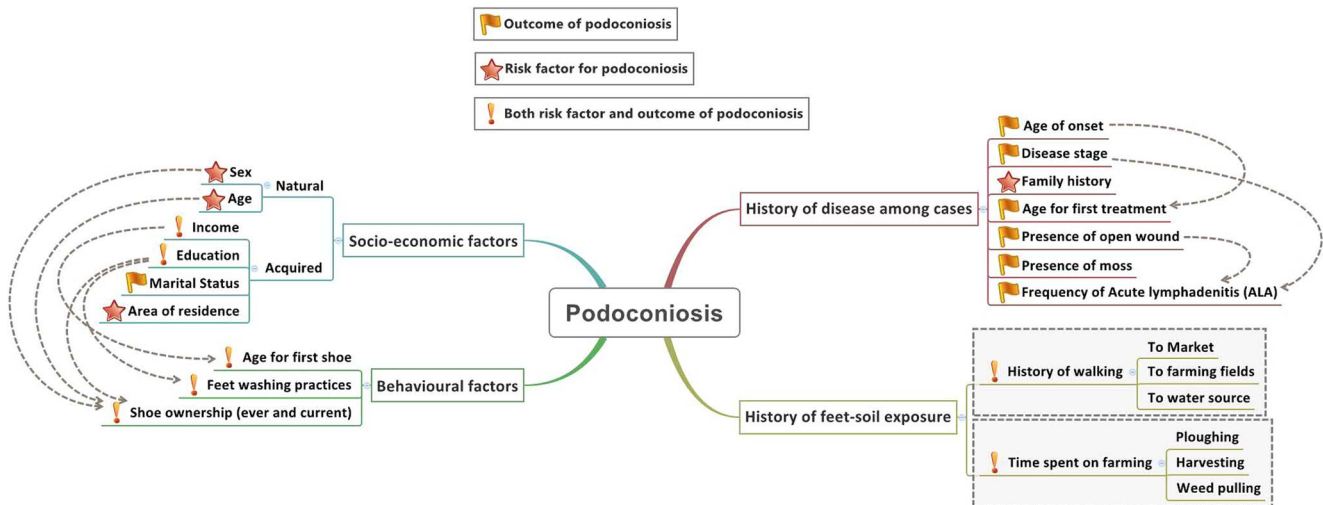 Outcome of podoconiosis
Risk factor for podoconiosis
Both risk factor and outcome of podoconiosis
Sex
Age
Natural
Income
Education
Marital Status
Area of residence
Acquired
Socio-economic factors
Age for first shoe
Feet washing practices
Shoe ownership (ever and current)
Behavioural factors
Podoconiosis
History of disease among cases
Age of onset
Disease stage
Family history
Age for first treatment
Presence of open wound
Presence of moss
Frequency of Acute lymphadenitis (ALA)
History of feet-soil exposure
History of walking
To Market
To farming fields
To water source
Time spent on farming
Ploughing
Harvesting
Weed pulling